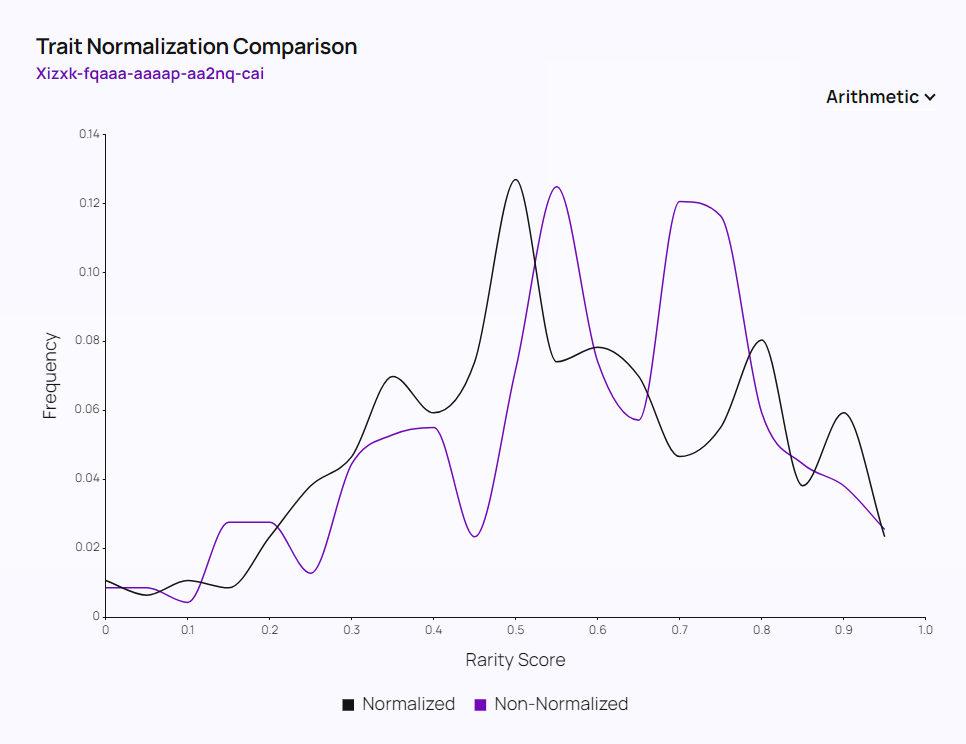 Trait Normalization Comparison
Xizxk-fqaaa-aaaap-aa2nq-cai
Arithmetic
0.14
0.12
0.10
0.08
0.06
0.04
0.02
0
Frequency
0 0.1 0.2 0.3 0.4 0.5 0.6 0.7 0.8 0.9 1.0
Rarity Score
Normalized Non-Normalized